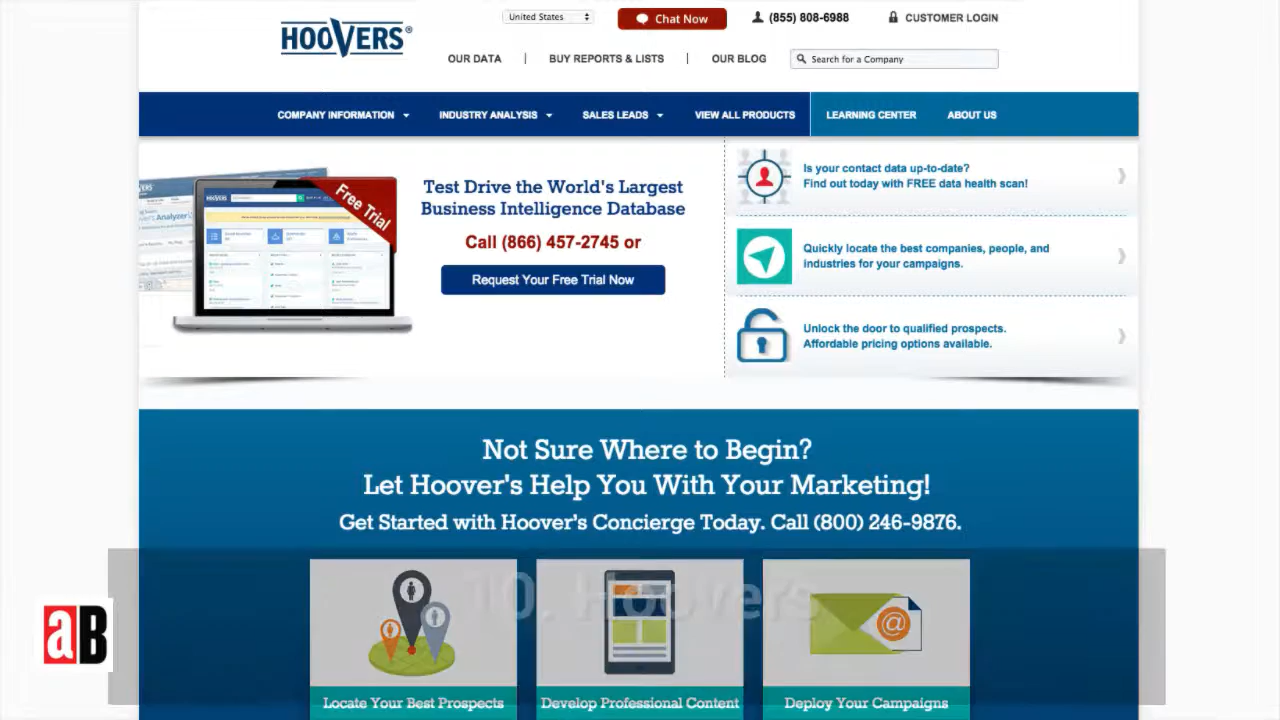 United States
Chat Now
(855) 808-6988
CUSTOMER LOGIN
HOOVERS®
OUR DATA | BUY REPORTS & LISTS | OUR BLOG
Search for a Company
COMPANY INFORMATION
INDUSTRY ANALYSIS
SALES LEADS
VIEW ALL PRODUCTS
LEARNING CENTER
ABOUT US
Free Trial
Test Drive the World's Largest
Business Intelligence Database
Call (866) 457-2745 or
Request Your Free Trial Now
Is your contact data up-to-date?
Find out today with FREE data health scan!
Quickly locate the best companies, people, and
industries for your campaigns.
Unlock the door to qualified prospects.
Affordable pricing options available.
Not Sure Where to Begin?
Let Hoover's Help You With Your Marketing!
Get Started with Hoover's Concierge Today. Call (800) 246-9876.
10. Hoovers
@
aB
Locate Your Best Prospects
Develop Professional Content
Deploy Your Campaigns